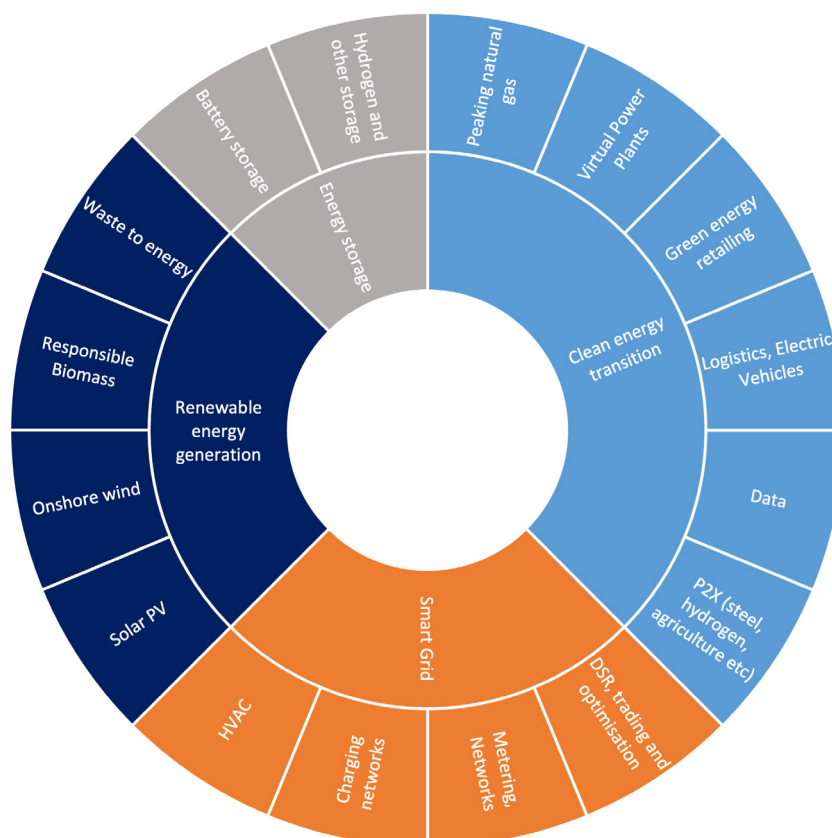 Peaking natural
gas
Virtual Power
Plants
Green energy
retailing
Logistics, Electric
Vehicles
Data
P2X (steel,
hydrogen,
agriculture etc)
Clean energy
transition
DSR, trading and
optimisation
Metering,
Networks
Charging
networks
HVAC
Smart Grid
Solar PV
Onshore wind
Responsible
Biomass
Waste to energy
Renewable
energy
generation
Battery storage
Hydrogen and
other storage
Energy storage